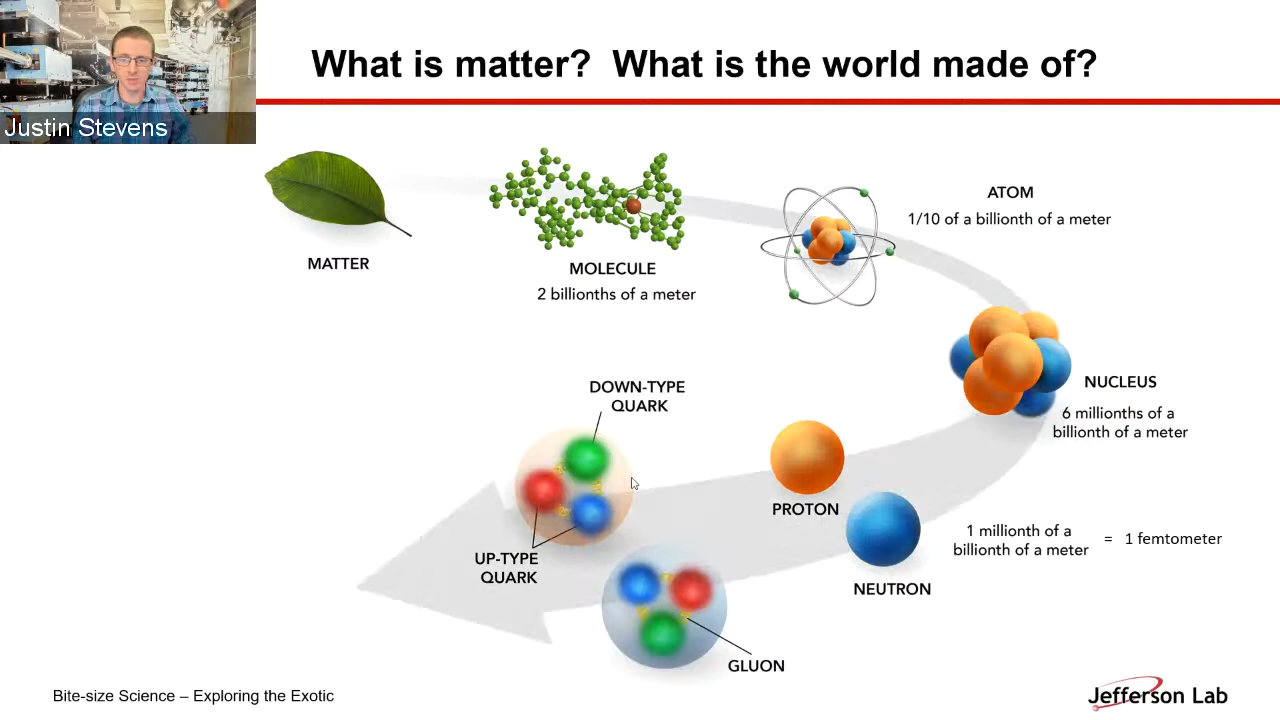 What is matter?  What is the world made of?
Justin Stevens
MATTER
MOLECULE
2 billionths of a meter
ATOM
1/10 of a billionth of a meter
NUCLEUS
6 millionths of a
billionth of a meter
PROTON
NEUTRON
1 millionth of a
billionth of a meter
= 1 femtometer
DOWN-TYPE
QUARK
UP-TYPE
QUARK
GLUON
Bite-size Science – Exploring the Exotic
Jefferson Lab